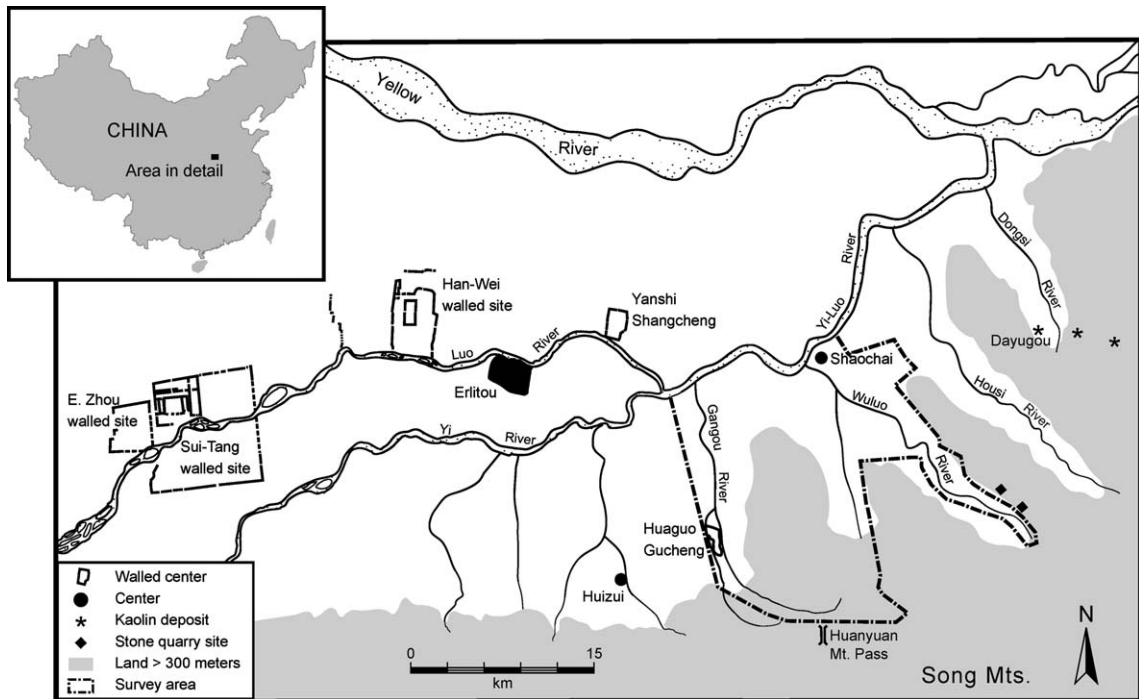 CHINA
Area in detail
Yellow
River
Han-Wei
walled site
Yanshi
Shangcheng
Luo
River
Erlitou
E. Zhou
walled site
Sui-Tang
walled site
Yi
River
Yi-Luo
River
Shaochai
Wuluo
River
Gangou
River
Dongsi
River
Dayugou
Housi
River
Huaguo
Gucheng
Huizui
Huanyuan
Mt. Pass
Song Mts.
N
0
15
km
Walled center
Center
Kaolin deposit
Stone quarry site
Land > 300 meters
Survey area